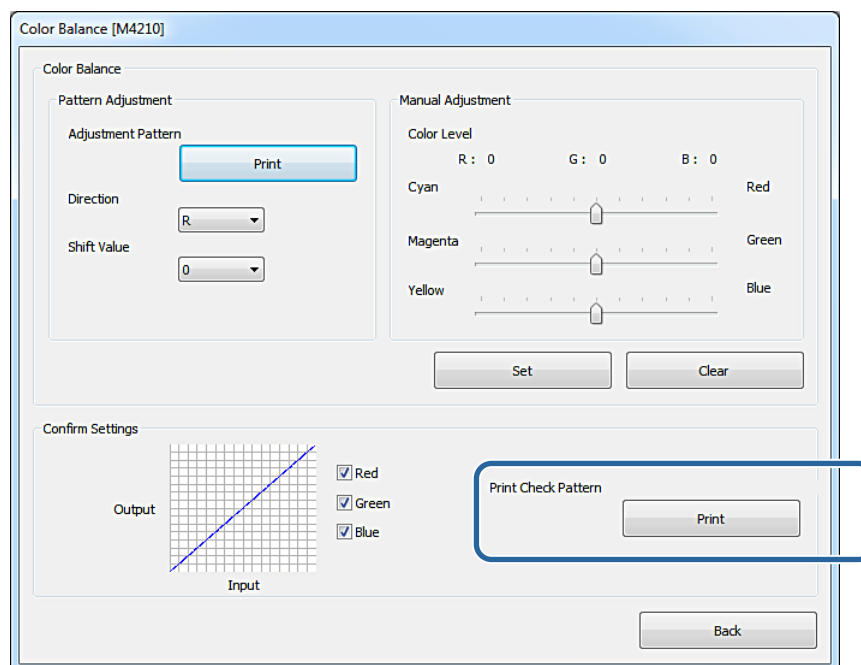 Color Balance [M4210]
Color Balance
Pattern Adjustment
Adjustment Pattern
Print
Direction
R
Shift Value
0
Manual Adjustment
Color Level
R: 0 G: 0 B: 0
Cyan Red
Magenta Green
Yellow Blue
Set Clear
Confirm Settings
Output
Input
Red
Green
Blue
Print Check Pattern
Print
Back